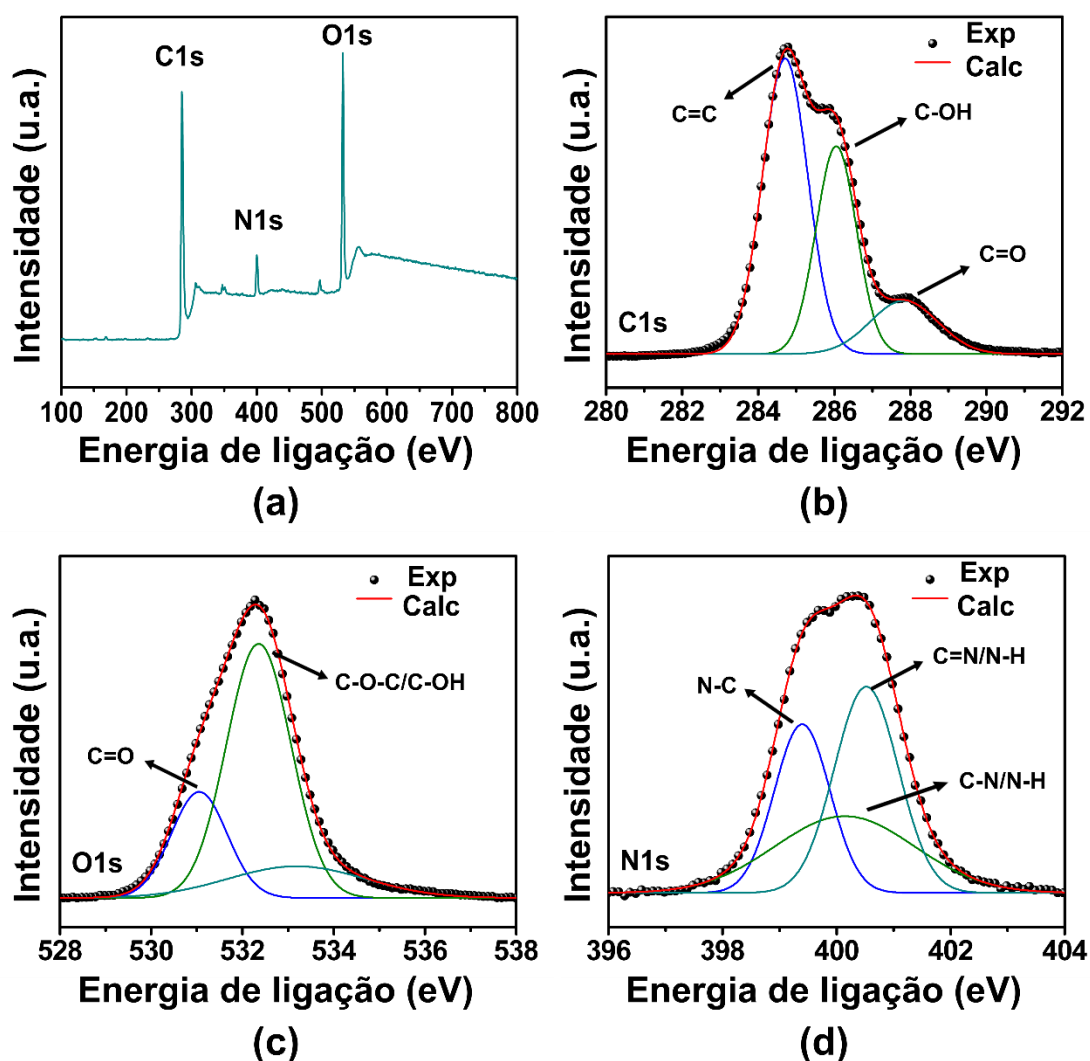 Intensidade (u.a.)
C1s
N1s
O1s
100 200 300 400 500 600 700 800
Energia de ligação (eV)
(a)
Intensidade (u.a.)
Exp
Calc
C=C
C-OH
C=O
C1s
280 282 284 286 288 290 292
Energia de ligação (eV)
(b)
Intensidade (u.a.)
Exp
Calc
C-O-C/C-OH
C=O
O1s
528 530 532 534 536 538
Energia de ligação (eV)
(c)
Intensidade (u.a.)
Exp
Calc
C=N/N-H
N-C
C-N/N-H
N1s
396 398 400 402 404
Energia de ligação (eV)
(d)